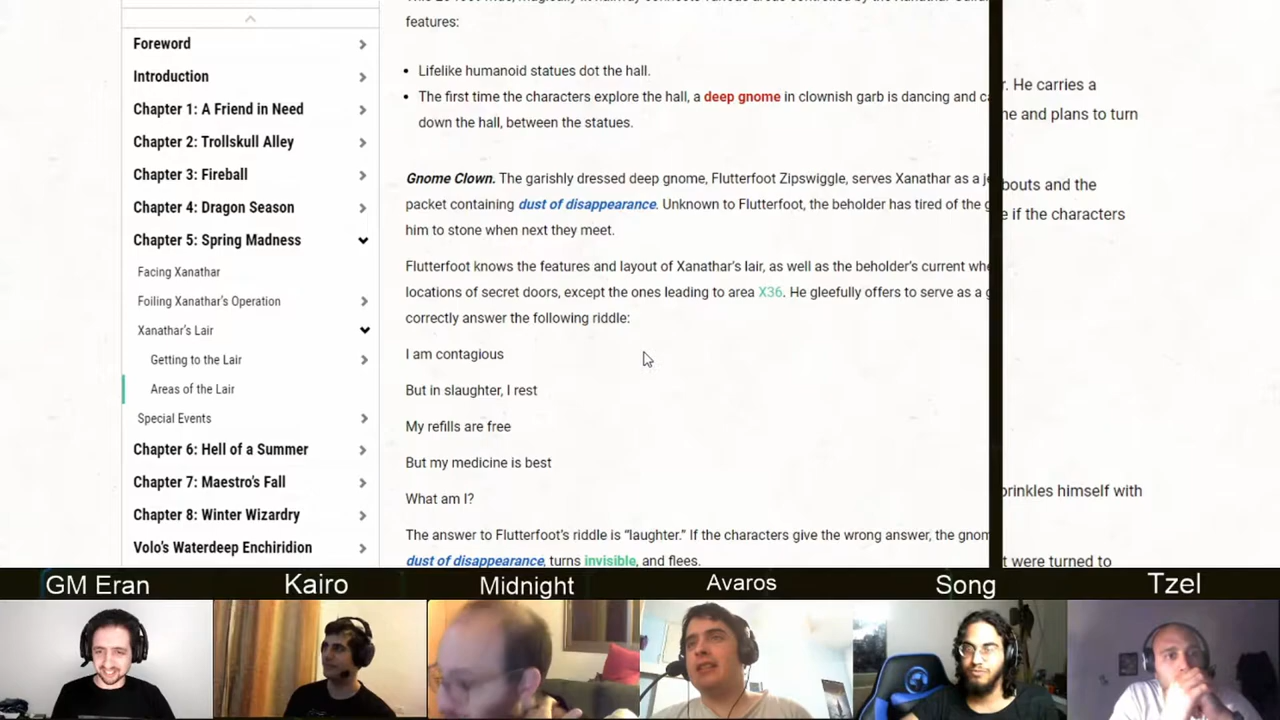 Foreword
Introduction
Chapter 1: A Friend in Need
Chapter 2: Trollskull Alley
Chapter 3: Fireball
Chapter 4: Dragon Season
Chapter 5: Spring Madness
Facing Xanathar
Foiling Xanathar's Operation
Xanathar's Lair
Getting to the Lair
Areas of the Lair
Special Events
Chapter 6: Hell of a Summer
Chapter 7: Maestro's Fall
Chapter 8: Winter Wizardry
Volo's Waterdeep Enchiridion
features:
• Lifelike humanoid statues dot the hall.
• The first time the characters explore the hall, a deep gnome in clownish garb is dancing and
down the hall, between the statues.
Gnome Clown. The garishly dressed deep gnome, Flutterfoot Zipswiggle, serves Xanathar as a
packet containing dust of disappearance. Unknown to Flutterfoot, the beholder has tired of the
him to stone when next they meet.
Flutterfoot knows the features and layout of Xanathar's lair, as well as the beholder's current
locations of secret doors, except the ones leading to area X36. He gleefully offers to serve as a
correctly answer the following riddle:
I am contagious
But in slaughter, I rest
My refills are free
But my medicine is best
What am I?
The answer to Flutterfoot's riddle is "laughter." If the characters give the wrong answer, the
dust of disappearance, turns invisible, and flees.
He carries a
and plans to turn
and the
if the characters
himself with
were turned to
GM Eran
Kairo
Midnight
Avaros
Song
Tzel